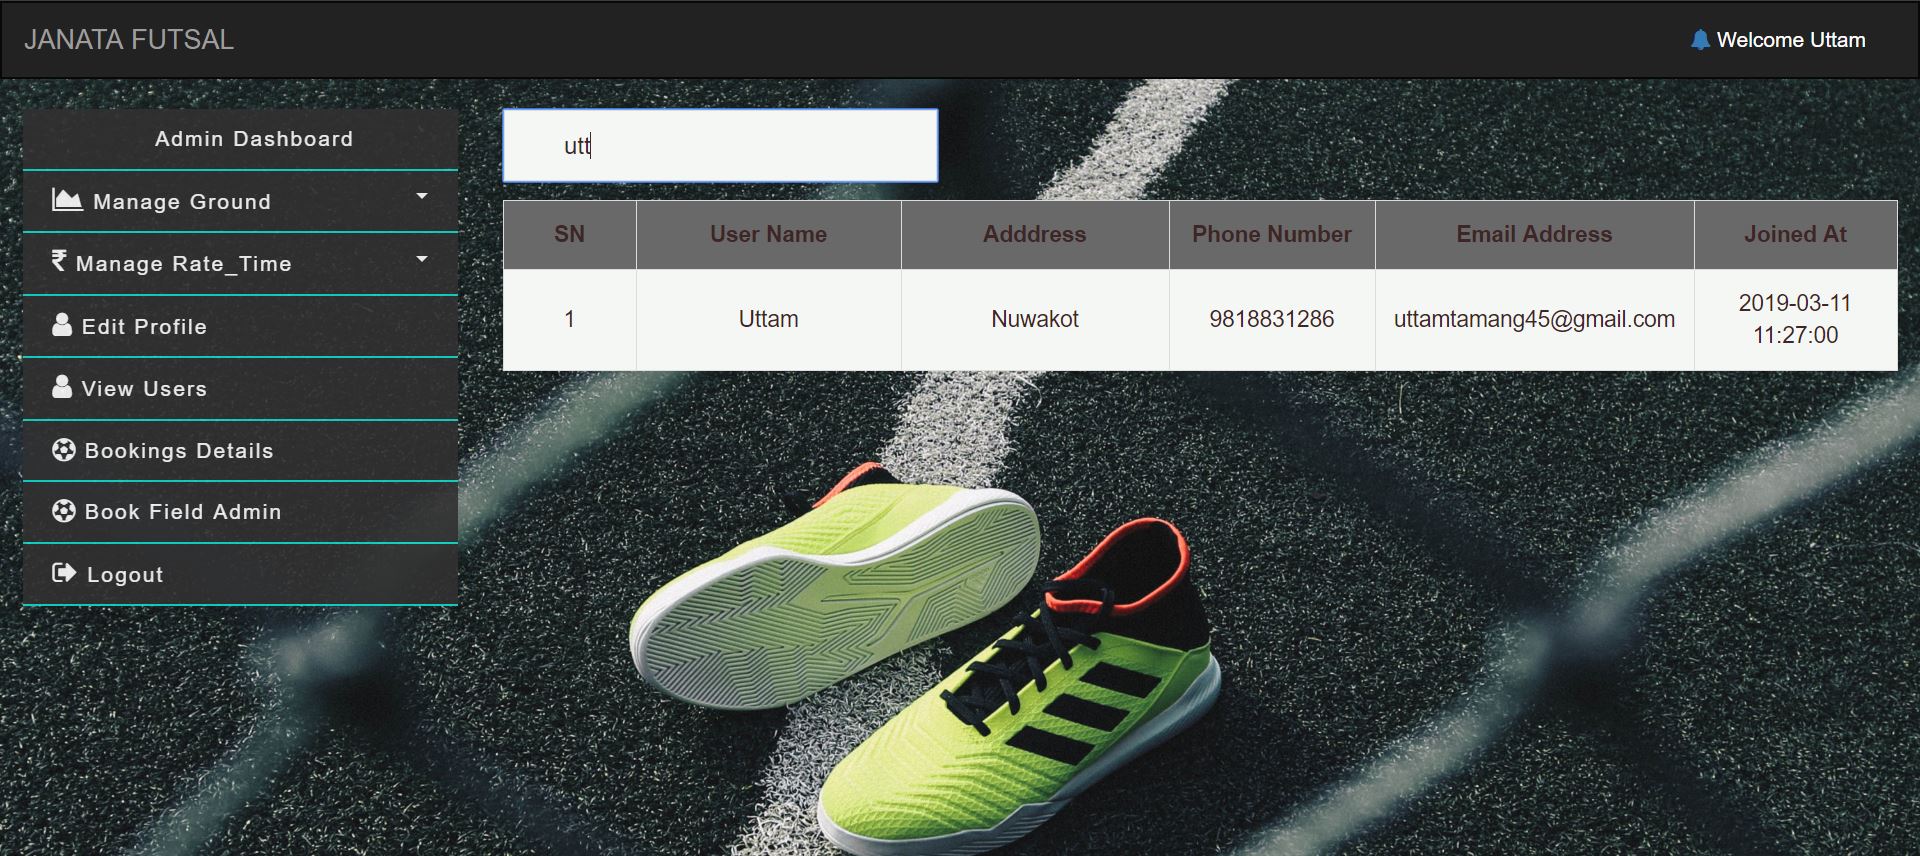 JANATA FUTSAL
Welcome Uttam
Admin Dashboard
Manage Ground
Manage Rate_Time
Edit Profile
View Users
Bookings Details
Book Field Admin
Logout
utt
SN User Name Adddress Phone Number Email Address Joined At
1 Uttam Nuwakot 9818831286 uttamtamang45@gmail.com 2019-03-11
11:27:00